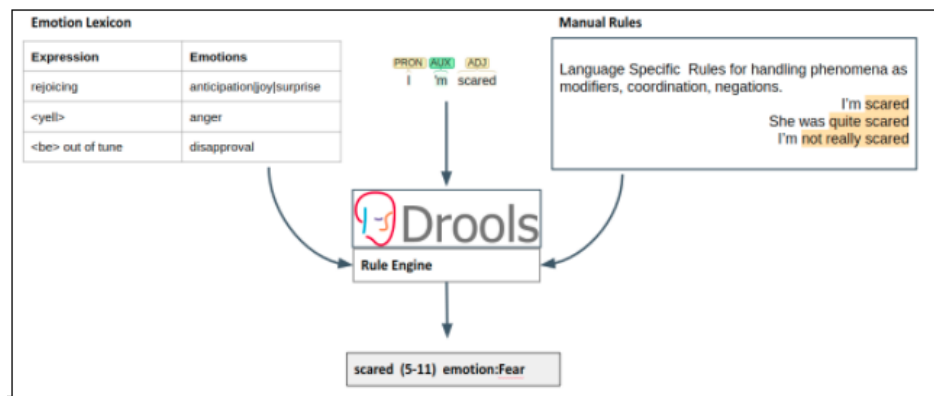 Emotion Lexicon
Expression Emotions
rejoicing anticipation|joy|surprise
<yell> anger
<be> out of tune disapproval
PRON AUX ADJ
I 'm scared
Manual Rules
Language Specific Rules for handling phenomena as
modifiers, coordination, negations.
I'm scared
She was quite scared
I'm not really scared
Drools
Rule Engine
scared (5-11) emotion:Fear